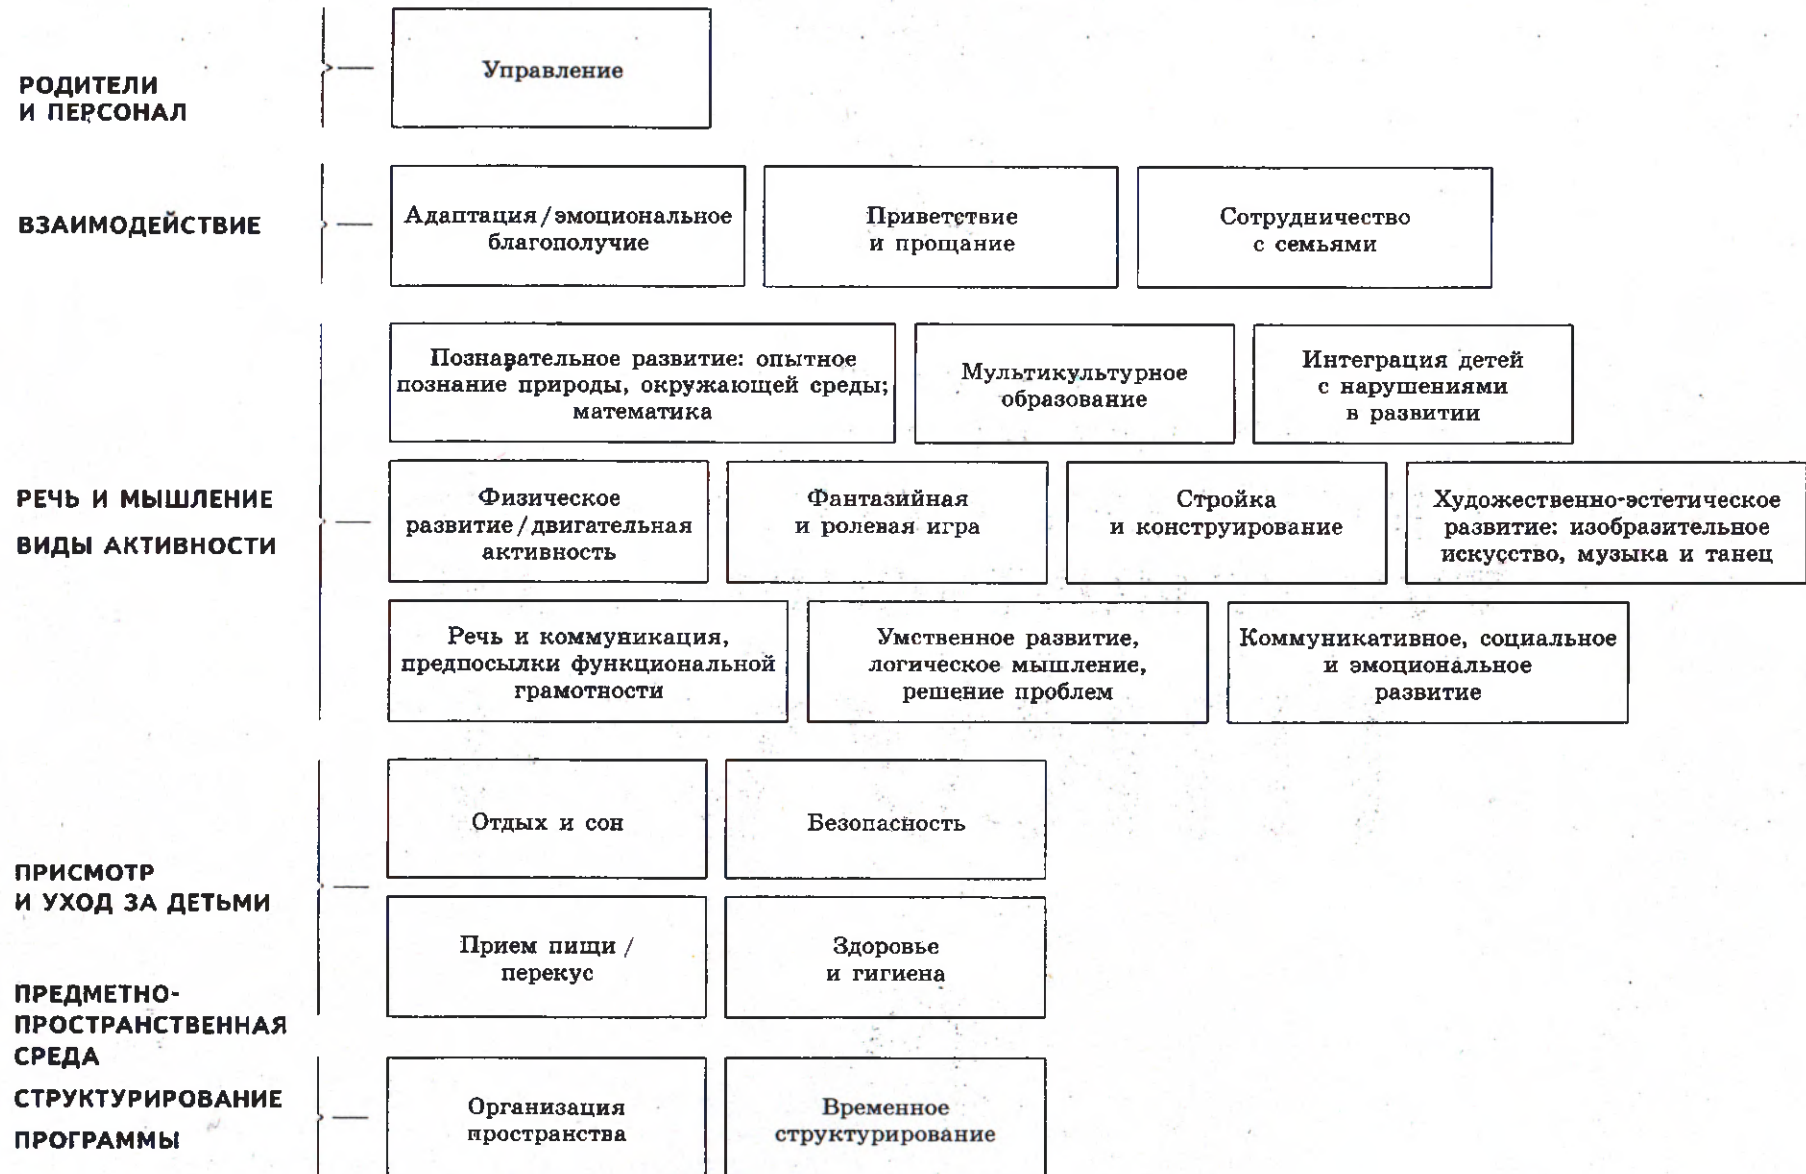 РОДИТЕЛИ
И ПЕРСОНАЛ
Управление
ВЗАИМОДЕЙСТВИЕ
Адаптация/эмоциональное
благополучие
Приветствие
и прощание
Сотрудничество
с семьями
РЕЧЬ И МЫШЛЕНИЕ
ВИДЫ АКТИВНОСТИ
Познавательное развитие: опытное
познание природы, окружающей среды;
математика
Мультикультурное
образование
Интеграция детей
с нарушениями
в развитии
Физическое
развитие/двигательная
активность
Фантазийная
и ролевая игра
Стройка
и конструирование
Художественно-эстетическое
развитие: изобразительное
искусство, музыка и танец
Речь и коммуникация,
предпосылки функциональной
грамотности
Умственное развитие,
логическое мышление,
решение проблем
Коммуникативное, социальное
и эмоциональное
развитие
ПРИСМОТР
И УХОД ЗА ДЕТЬМИ
Отдых и сон
Безопасность
Прием пищи /
перекус
Здоровье
и гигиена
ПРЕДМЕТНО-
ПРОСТРАНСТВЕННАЯ
СРЕДА
СТРУКТУРИРОВАНИЕ
ПРОГРАММЫ
Организация
пространства
Временное
структурирование